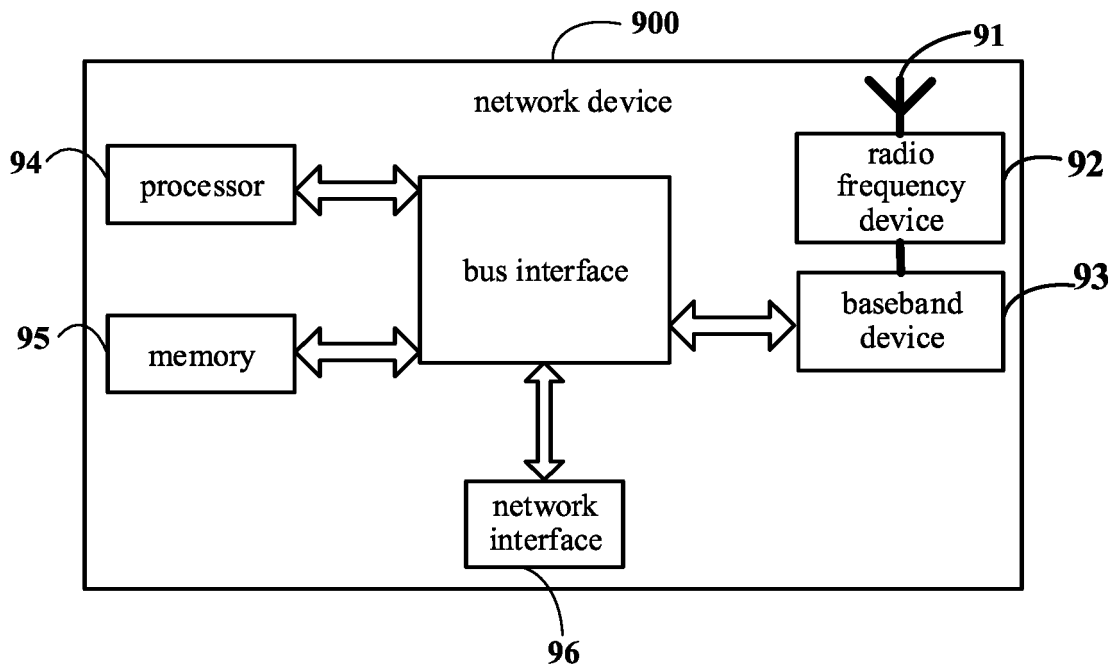 900
91
network device
94
processor
radio
frequency
device
92
bus interface
93
baseband
device
95
memory
network
interface
96